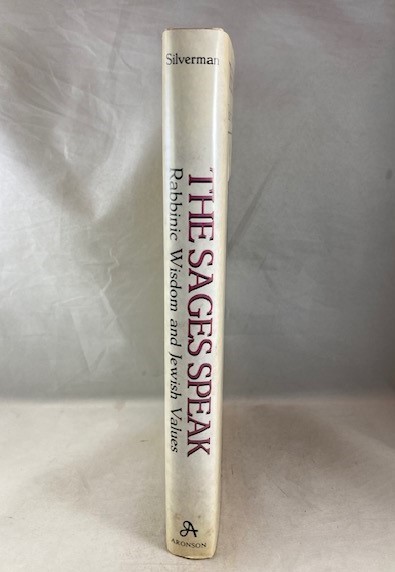 Silverman
THE SAGES SPEAK
Rabbinic Wisdom and Jewish Values
A
ARONSON